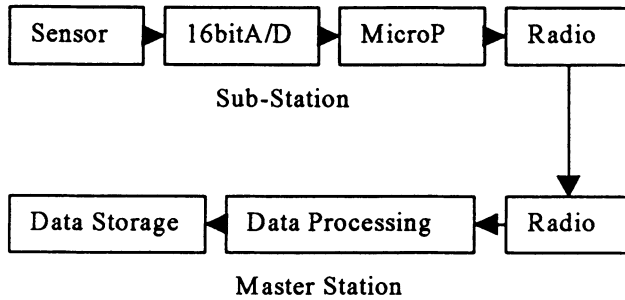 Sensor 16bitA/D MicroP Radio
Sub-Station
Data Storage Data Processing Radio
Master Station